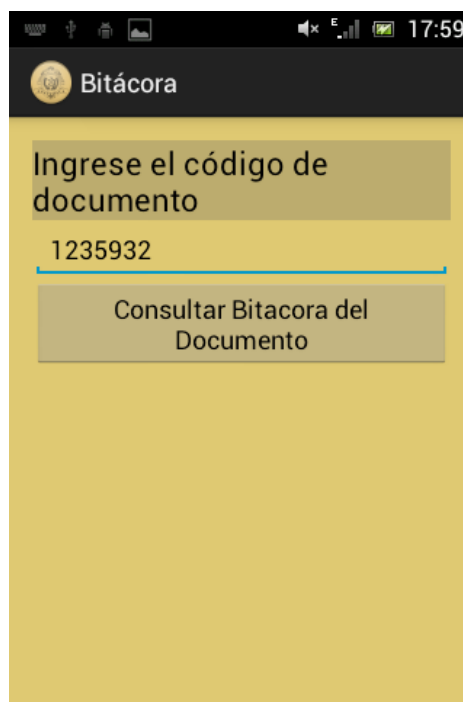 E 17:59
Bitácora
Ingrese el código de
documento
1235932
Consultar Bitacora del
Documento